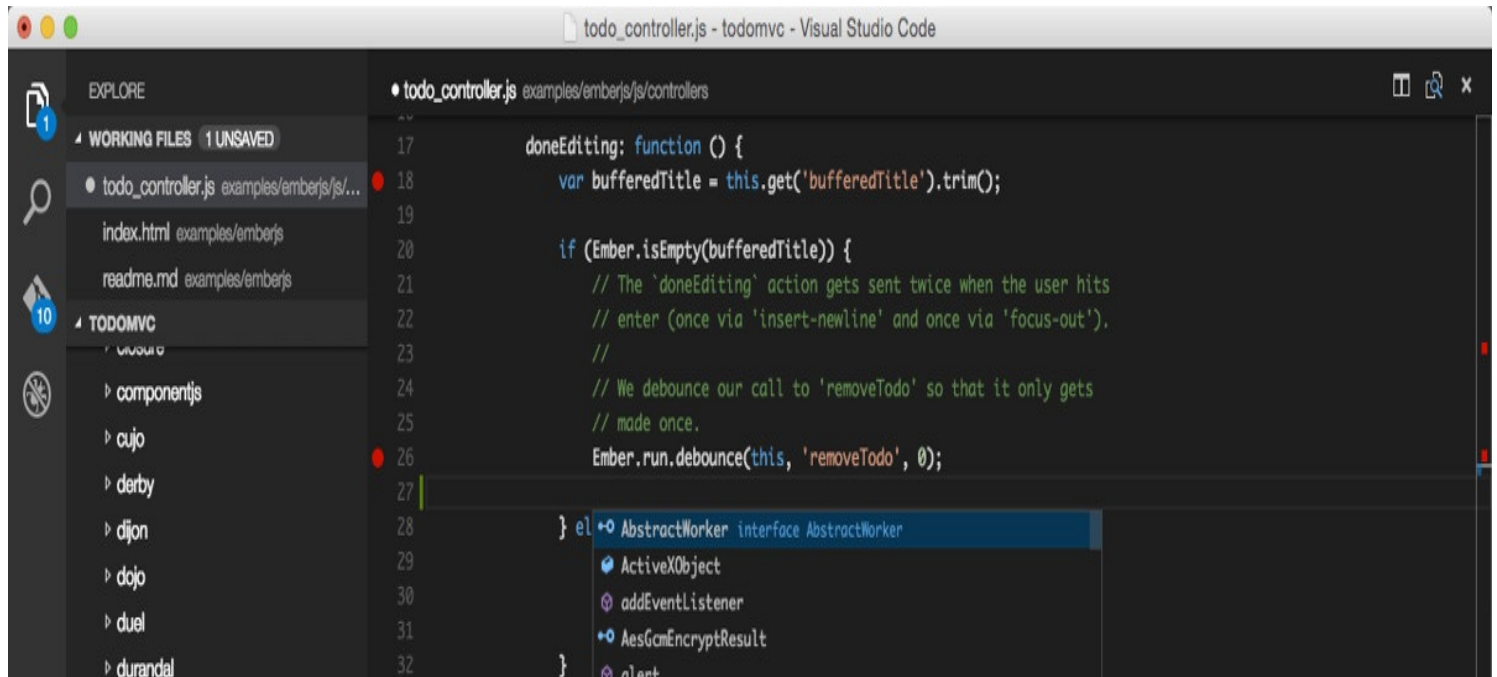 todo_controller.js - todomvc - Visual Studio Code
EXPLORE
WORKING FILES 1 UNSAVED
todo_controller.js examples/emberjs/js/...
index.html examples/emberjs
readme.md examples/emberjs
TODOMVC
closure
componentjs
cujo
derby
dijon
dojo
duel
durandal
1
10
todo_controller.js examples/emberjs/js/controllers
16
17 doneEditing: function () {
18 var bufferedTitle = this.get('bufferedTitle').trim();
19
20 if (Ember.isEmpty(bufferedTitle)) {
21 // The `doneEditing` action gets sent twice when the user hits
22 // enter (once via 'insert-newline' and once via 'focus-out').
23 //
24 // We debounce our call to 'removeTodo' so that it only gets
25 // made once.
26 Ember.run.debounce(this, 'removeTodo', 0);
27
28 } el
29
30
31
32 }
AbstractWorker interface AbstractWorker
ActiveXObject
addEventListener
AesGcmEncryptResult
alert